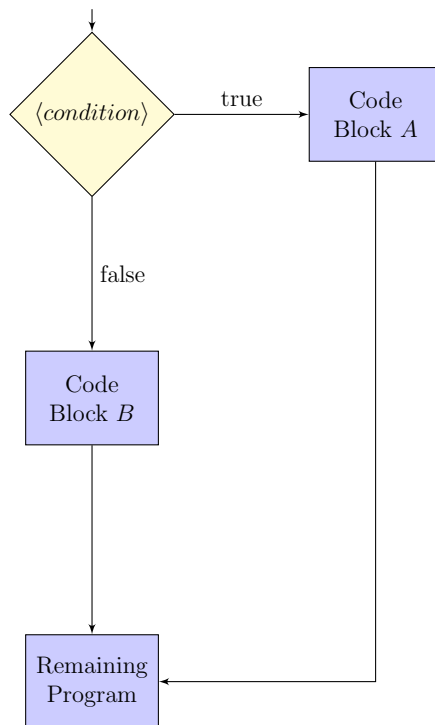 ⟨condition⟩
true
Code
Block A
false
Code
Block B
Remaining
Program